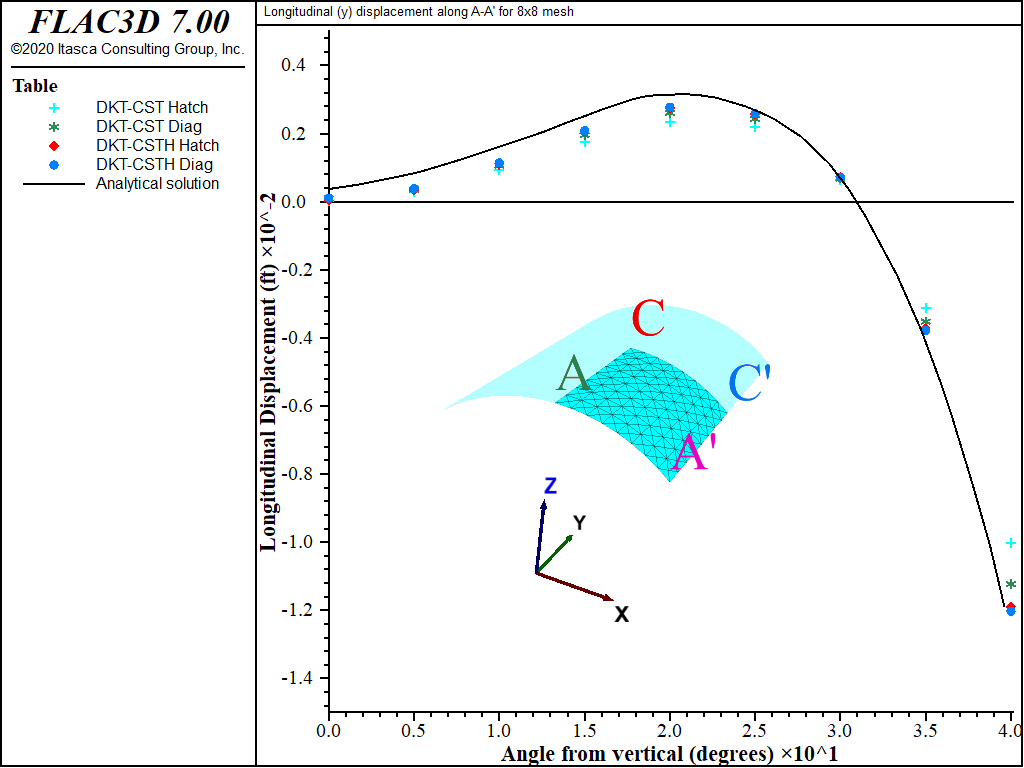 FLAC3D 7.00
©2020 Itasca Consulting Group, Inc.
Table
DKT-CST Hatch
DKT-CST Diag
DKT-CSTH Hatch
DKT-CSTH Diag
Analytical solution
Longitudinal (y) displacement along A-A' for 8x8 mesh
Longitudinal Displacement (ft) ×10^-2
0.4
0.2
0.0
-0.2
-0.4
-0.6
-0.8
-1.0
-1.2
-1.4
C
A
C'
A'
Z
Y
X
0.0 0.5 1.0 1.5 2.0 2.5 3.0 3.5 4.0
Angle from vertical (degrees) ×10^1